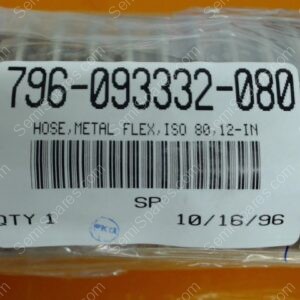 796-093332-080
HOSE,METAL FLEX,ISO 80,12-IN
SP
QTY 1 10/16/96